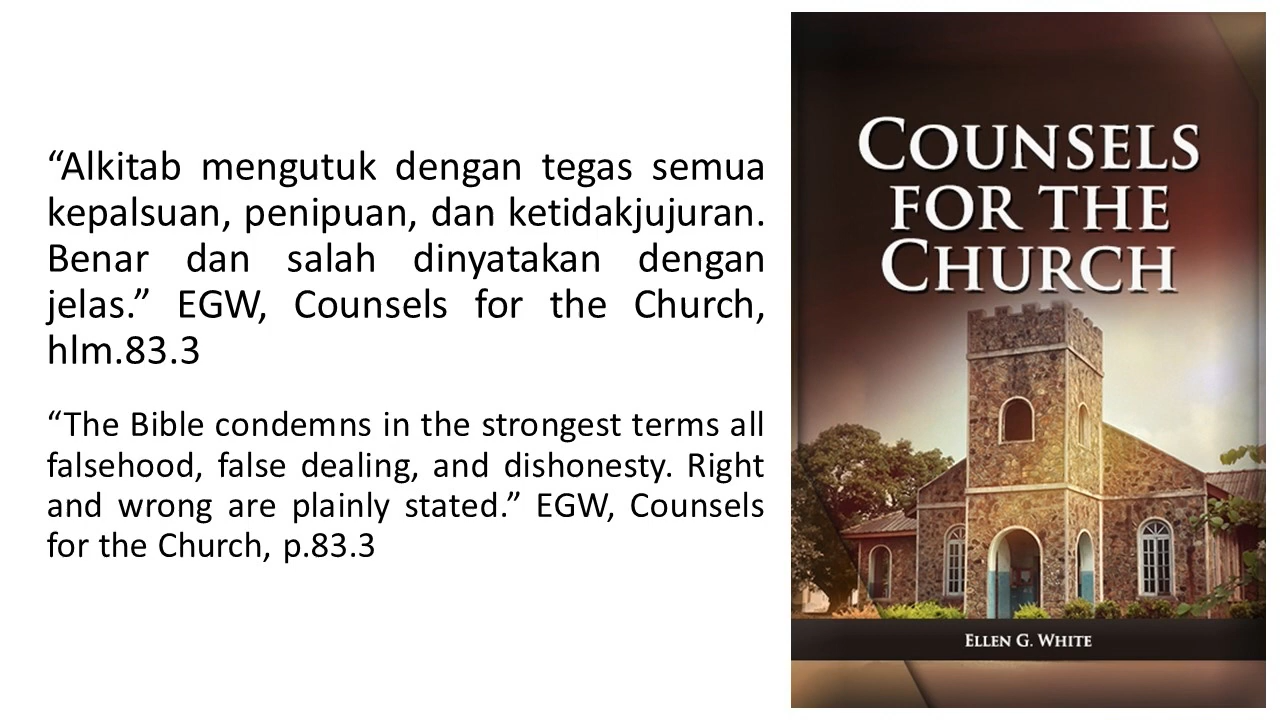 “Alkitab mengutuk dengan tegas semua
kepalsuan, penipuan, dan ketidakjujuran.
Benar dan salah dinyatakan dengan
jelas.” EGW, Counsels for the Church,
hlm.83.3
“The Bible condemns in the strongest terms all
falsehood, false dealing, and dishonesty. Right
and wrong are plainly stated.” EGW, Counsels
for the Church, p.83.3
COUNSELS
FOR THE
CHURCH
ELLEN G. WHITE